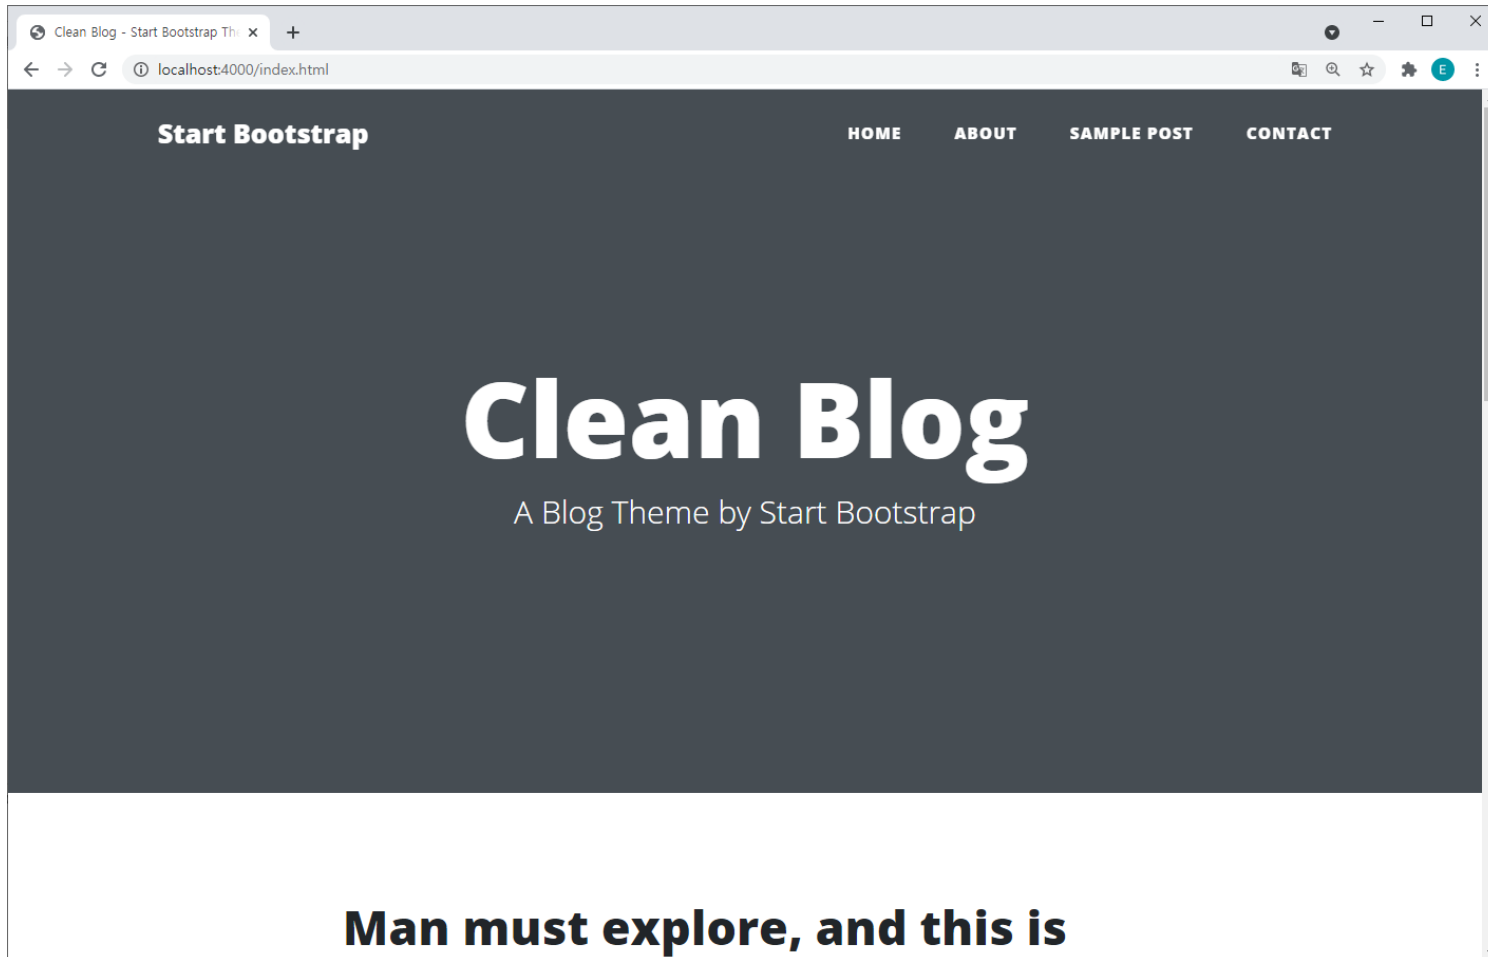 Clean Blog - Start Bootstrap Th
localhost:4000/index.html
E
Start Bootstrap
HOME ABOUT SAMPLE POST CONTACT
Clean Blog
A Blog Theme by Start Bootstrap
Man must explore, and this is